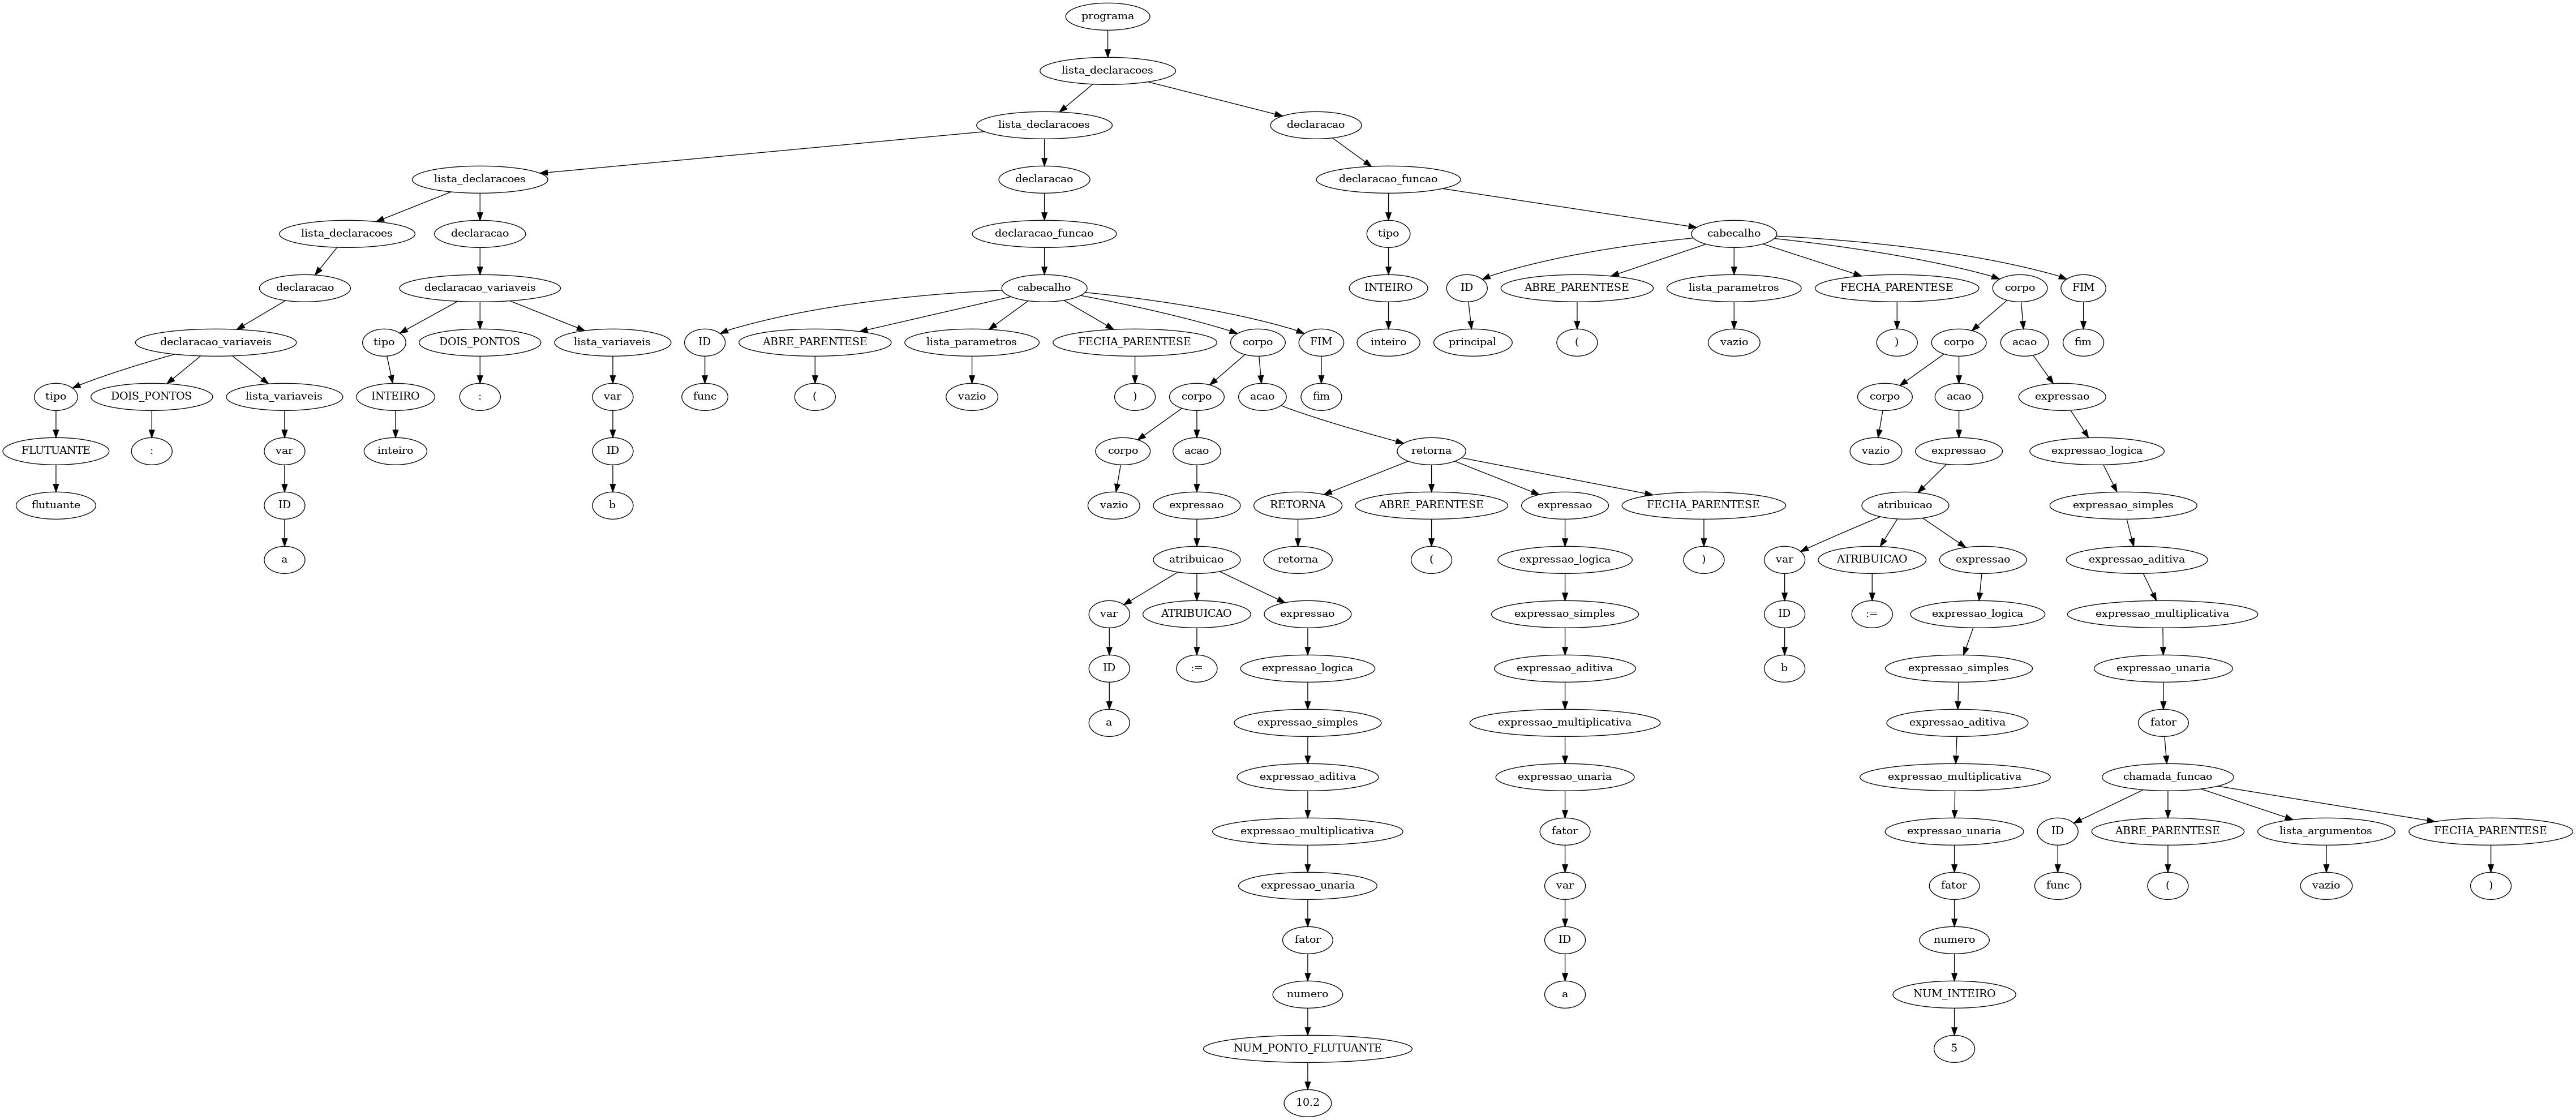 programa
lista_declaracoes
lista_declaracoes declaracao
lista_declaracoes declaracao declaracao_funcao
lista_declaracoes declaracao declaracao_funcao tipo cabecalho
declaracao declaracao_variaveis cabecalho INTEIRO ID ABRE_PARENTESE lista_parametros FECHA_PARENTESE corpo FIM
declaracao_variaveis tipo DOIS_PONTOS lista_variaveis ID ABRE_PARENTESE lista_parametros FECHA_PARENTESE corpo FIM inteiro principal ( vazio ) corpo acao fim
tipo DOIS_PONTOS lista_variaveis INTEIRO : var func ( vazio ) corpo acao fim corpo acao expressao
FLUTUANTE : var inteiro ID corpo acao retorna vazio expressao expressao_logica
flutuante ID b vazio expressao RETORNA ABRE_PARENTESE expressao FECHA_PARENTESE atribuicao expressao_simples
a atribuicao retorna ( expressao_logica ) var ATRIBUICAO expressao expressao_aditiva
var ATRIBUICAO expressao expressao_simples ID := expressao_logica expressao_multiplicativa
ID := expressao_logica expressao_aditiva b expressao_simples expressao_unaria
a expressao_simples expressao_multiplicativa expressao_aditiva fator
expressao_aditiva expressao_unaria expressao_multiplicativa chamada_funcao
expressao_multiplicativa fator expressao_unaria ID ABRE_PARENTESE lista_argumentos FECHA_PARENTESE
expressao_unaria var fator func ( vazio )
fator ID numero
numero a NUM_INTEIRO
NUM_PONTO_FLUTUANTE 5
10.2